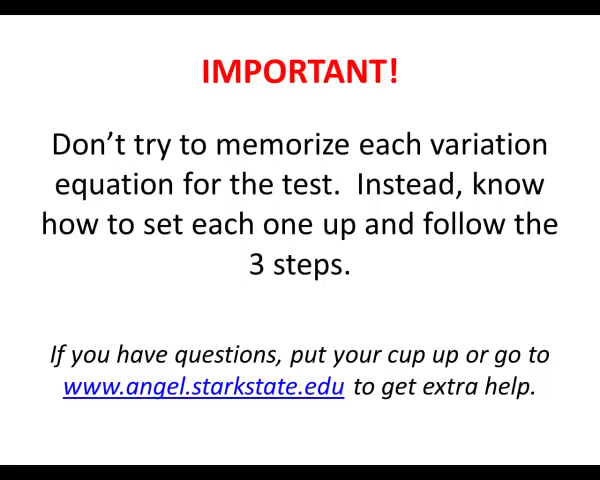 IMPORTANT!
Don’t try to memorize each variation
equation for the test.  Instead, know
how to set each one up and follow the
3 steps.
If you have questions, put your cup up or go to
www.angel.starkstate.edu to get extra help.